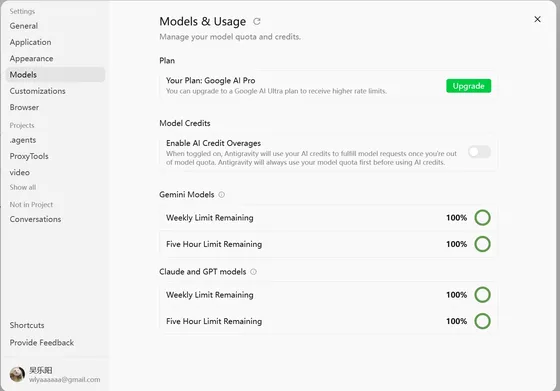 Settings
General
Application
Appearance
Models
Customizations
Browser
Projects
.agents
ProxyTools
video
Show all
Not in Project
Conversations
Shortcuts
Provide Feedback
吴乐阳
wlyaaaaaa@gmail.com
Models & Usage
Manage your model quota and credits.
Plan
Your Plan: Google AI Pro
You can upgrade to a Google AI Ultra plan to receive higher rate limits.
Upgrade
Model Credits
Enable AI Credit Overages
When toggled on, Antigravity will use your AI credits to fulfill model requests once you're out
of model quota. Antigravity will always use your model quota first before using AI credits.
Gemini Models
Weekly Limit Remaining 100%
Five Hour Limit Remaining 100%
Claude and GPT models
Weekly Limit Remaining 100%
Five Hour Limit Remaining 100%